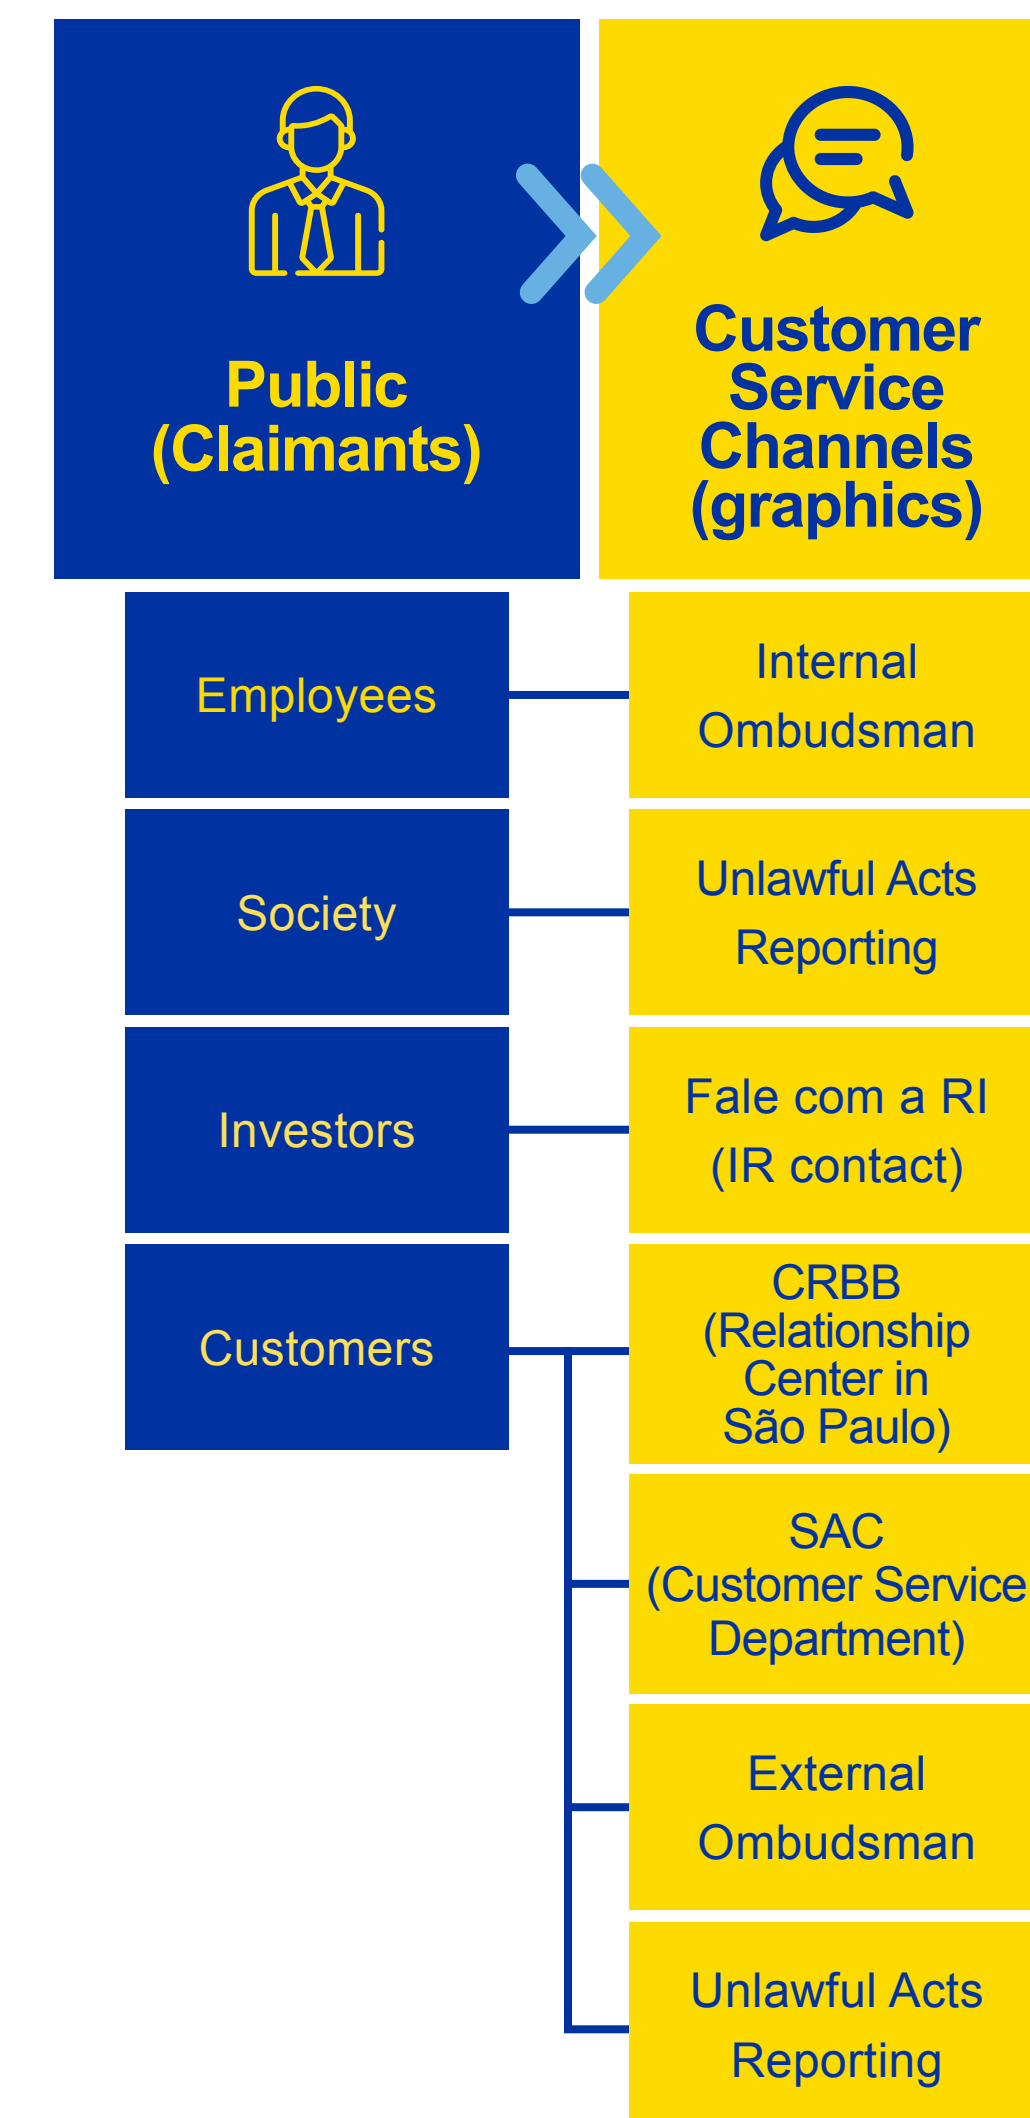 Public
(Claimants)
Customer
Service
Channels
(graphics)
Employees
Internal
Ombudsman
Society
Unlawful Acts
Reporting
Investors
Fale com a RI
(IR contact)
Customers
CRBB
(Relationship
Center in
São Paulo)
SAC
(Customer Service
Department)
External
Ombudsman
Unlawful Acts
Reporting